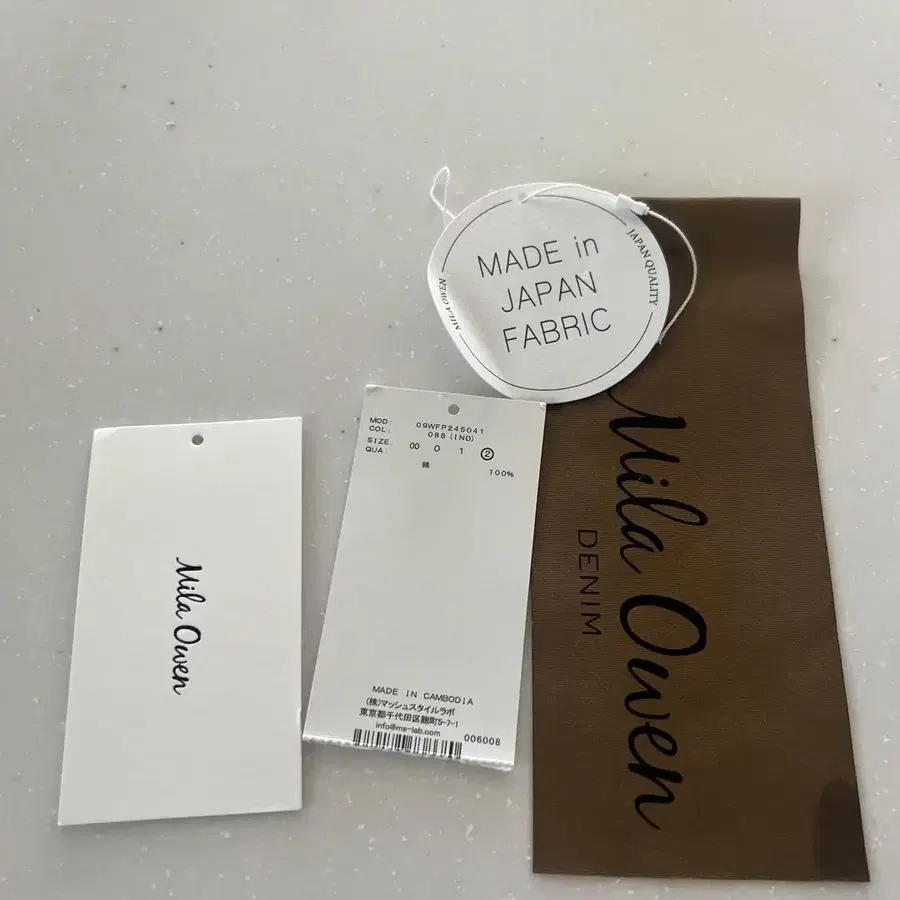 MADE in
JAPAN
FABRIC
JAPAN QUALITY
MILA OWEN
Mila Owen
MOD: 09WFP245041
COL: 088 (IND)
SIZE: 00 0 1 2
QUA: 綿 100%
MADE IN CAMBODIA
(株)マッシュスタイルラボ
東京都千代田区麹町5-7-1
info@ms-lab.com
006008
Mila Owen
DENIM